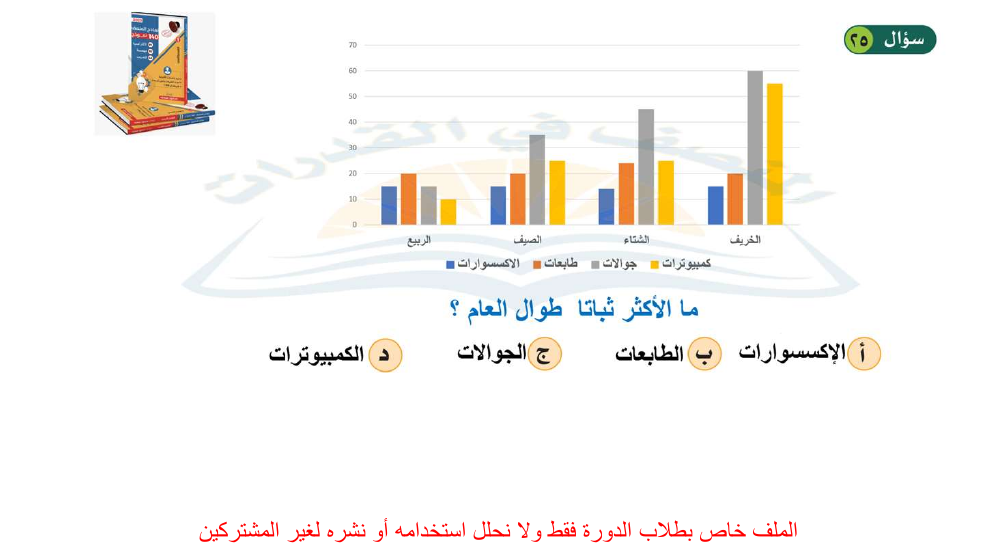 سؤال ٢٥
70
60
50
40
30
20
10
0
الربيع الصيف الشتاء الخريف
الاكسسوارات طابعات جوالات كمبيوترات
ما الأكثر ثباتا طوال العام ؟
أ الإكسسوارات ب الطابعات ج الجوالات د الكمبيوترات
الملف خاص بطلاب الدورة فقط ولا نحلل استخدامه أو نشره لغير المشتركين